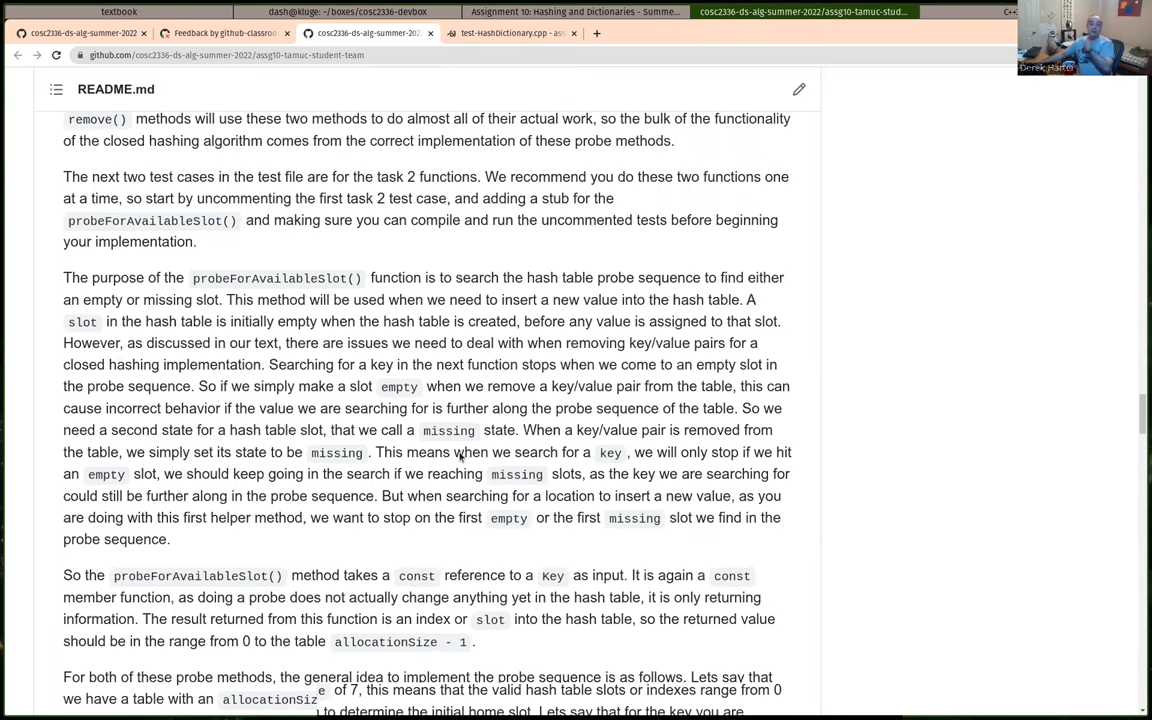 textbook
dash@kluge: ~/boxes/cosc2336-devbox
Assignment 10: Hashing and Dictionaries - Summe...
cosc2336-ds-alg-summer-2022/assg10-tamuc-stud...
C++
cosc2336-ds-alg-summer-2022
Feedback by github-classroo
cosc2336-ds-alg-summer-202
test-HashDictionary.cpp - ass
github.com/cosc2336-ds-alg-summer-2022/assg10-tamuc-student-team
README.md
remove() methods will use these two methods to do almost all of their actual work, so the bulk of the functionality
of the closed hashing algorithm comes from the correct implementation of these probe methods.
The next two test cases in the test file are for the task 2 functions. We recommend you do these two functions one
at a time, so start by uncommenting the first task 2 test case, and adding a stub for the
probeForAvailableSlot() and making sure you can compile and run the uncommented tests before beginning
your implementation.
The purpose of the probeForAvailableSlot() function is to search the hash table probe sequence to find either
an empty or missing slot. This method will be used when we need to insert a new value into the hash table. A
slot in the hash table is initially empty when the hash table is created, before any value is assigned to that slot.
However, as discussed in our text, there are issues we need to deal with when removing key/value pairs for a
closed hashing implementation. Searching for a key in the next function stops when we come to an empty slot in
the probe sequence. So if we simply make a slot empty when we remove a key/value pair from the table, this can
cause incorrect behavior if the value we are searching for is further along the probe sequence of the table. So we
need a second state for a hash table slot, that we call a missing state. When a key/value pair is removed from
the table, we simply set its state to be missing . This means when we search for a key , we will only stop if we hit
an empty slot, we should keep going in the search if we reaching missing slots, as the key we are searching for
could still be further along in the probe sequence. But when searching for a location to insert a new value, as you
are doing with this first helper method, we want to stop on the first empty or the first missing slot we find in the
probe sequence.
So the probeForAvailableSlot() method takes a const reference to a Key as input. It is again a const
member function, as doing a probe does not actually change anything yet in the hash table, it is only returning
information. The result returned from this function is an index or slot into the hash table, so the returned value
should be in the range from 0 to the table allocationSize - 1 .
For both of these probe methods, the general idea to implement the probe sequence is as follows. Lets say that
we have a table with an allocationSiz
e of 7, this means that the valid hash table slots or indexes range from 0
to determine the initial home slot. Lets say that for the key you are